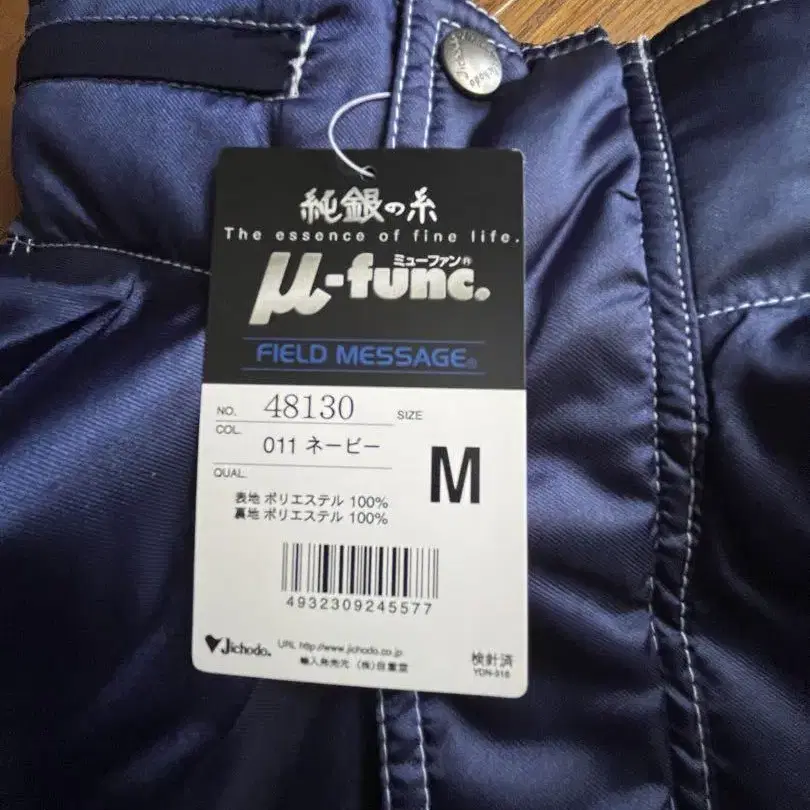 Jichodo
純銀の糸
The essence of fine life.
ミューファン®
μ-func.
FIELD MESSAGE®
NO. 48130 SIZE
COL. 011 ネービー M
QUAL.
表地 ポリエステル 100%
裏地 ポリエステル 100%
4932309245577
Jichodo. URL http://www.jichodo.co.jp
輸入発売元 (株)自重堂 検針済
YDN-018